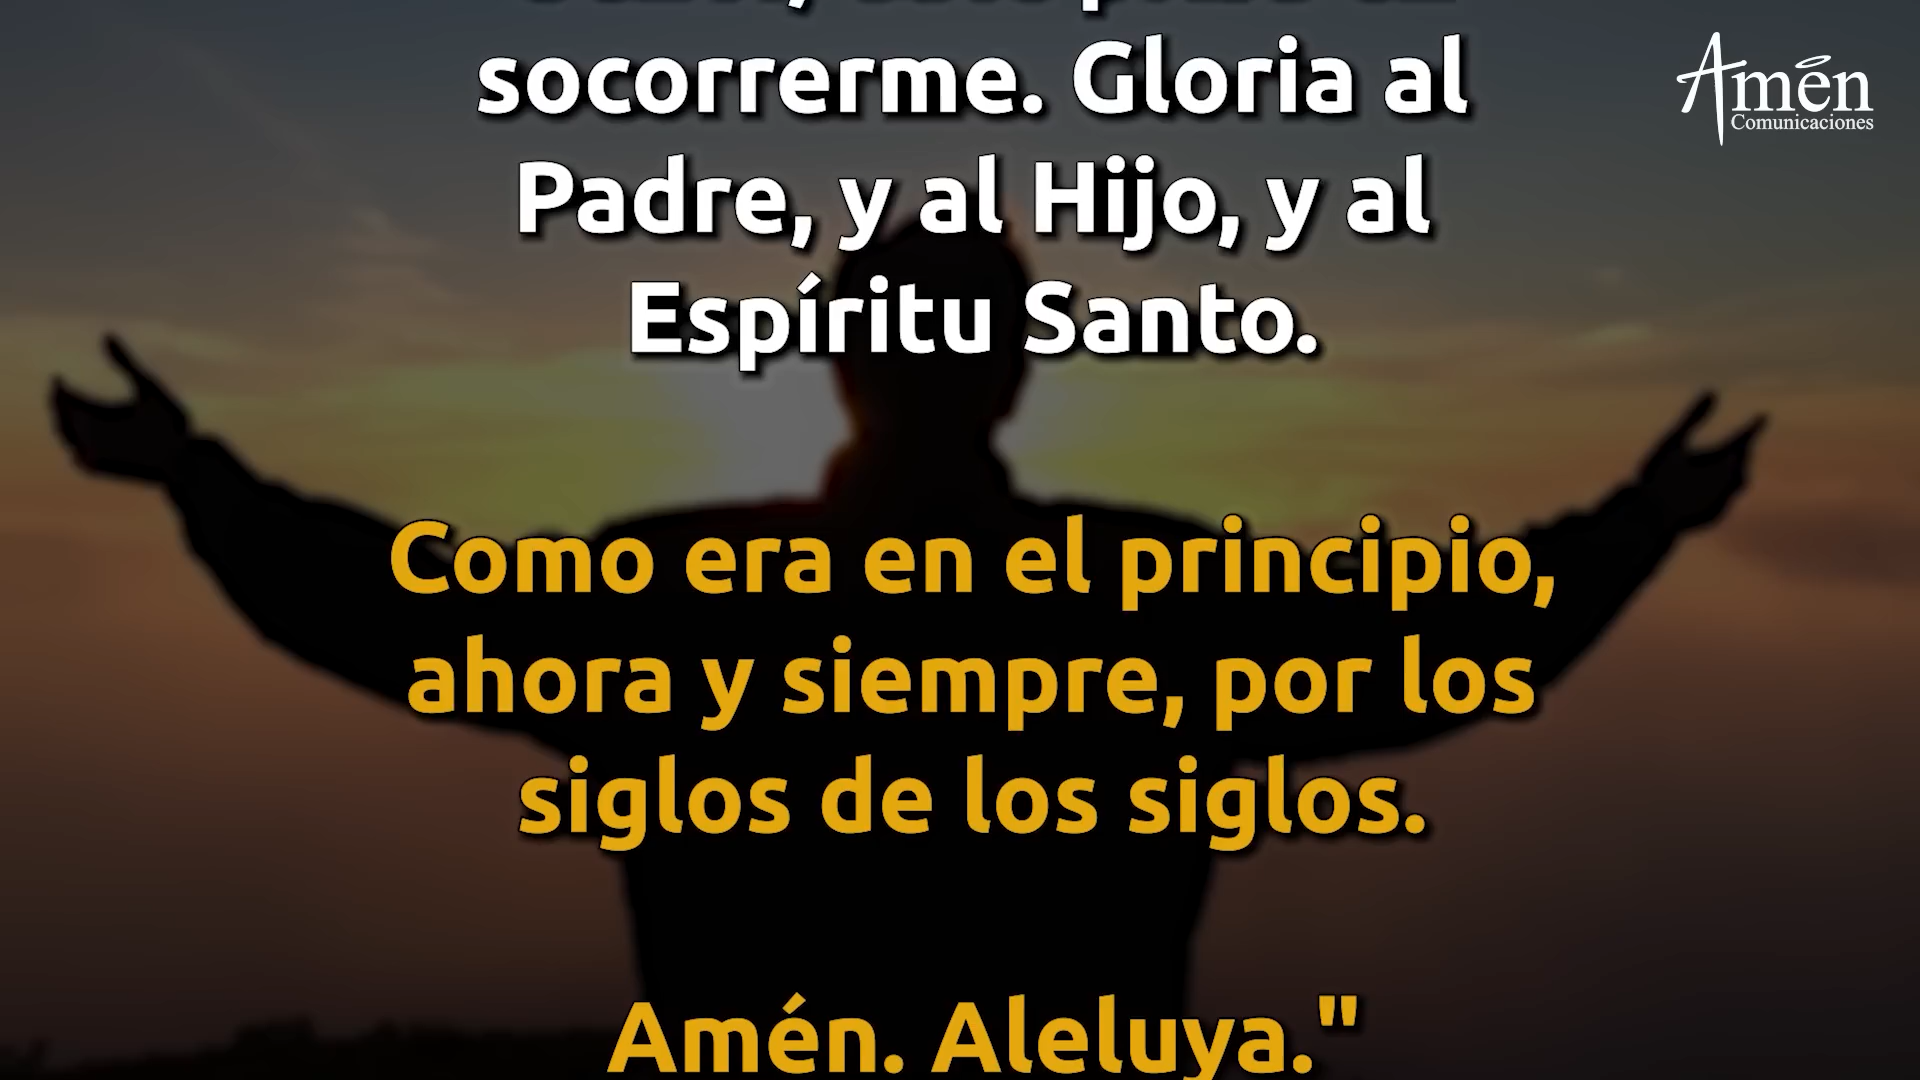 socorrerme. Gloria al
Padre, y al Hijo, y al
Espíritu Santo.
Como era en el principio,
ahora y siempre, por los
siglos de los siglos.
Amén. Aleluya."
Amén
Comunicaciones